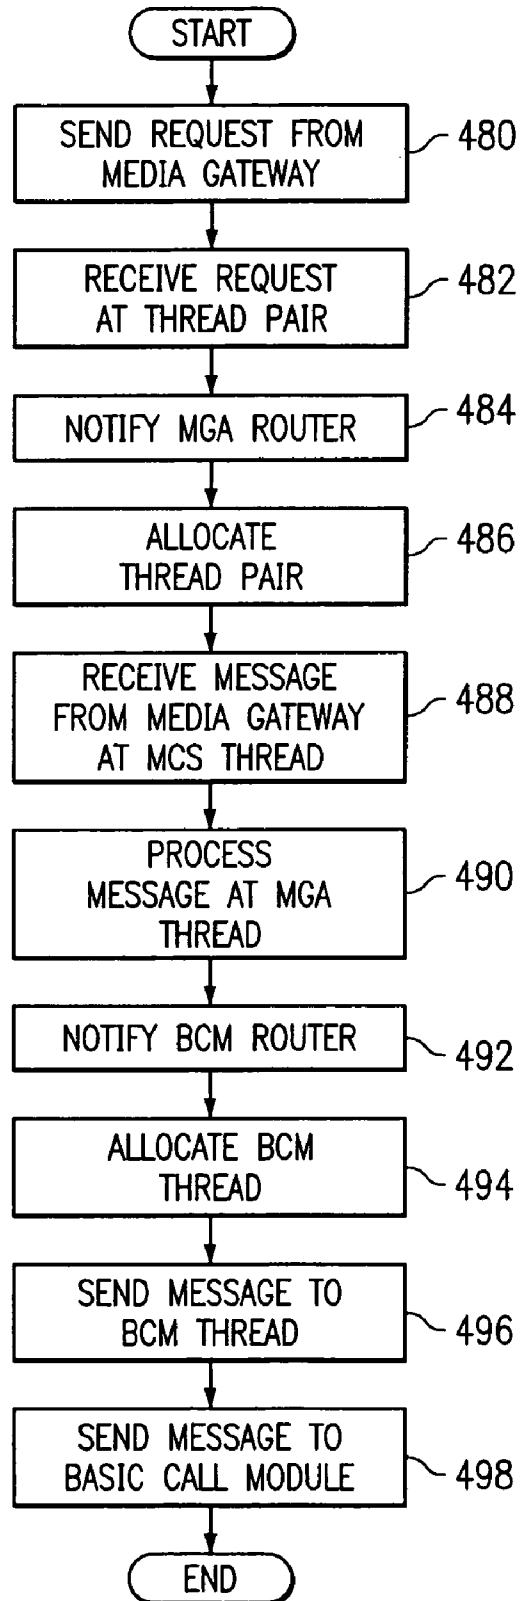 START
SEND REQUEST FROM
MEDIA GATEWAY
480
RECEIVE REQUEST
AT THREAD PAIR
482
NOTIFY MGA ROUTER
484
ALLOCATE
THREAD PAIR
486
RECEIVE MESSAGE
FROM MEDIA GATEWAY
AT MCS THREAD
488
PROCESS
MESSAGE AT MGA
THREAD
490
NOTIFY BCM ROUTER
492
ALLOCATE BCM
THREAD
494
SEND MESSAGE TO
BCM THREAD
496
SEND MESSAGE TO
BASIC CALL MODULE
498
END